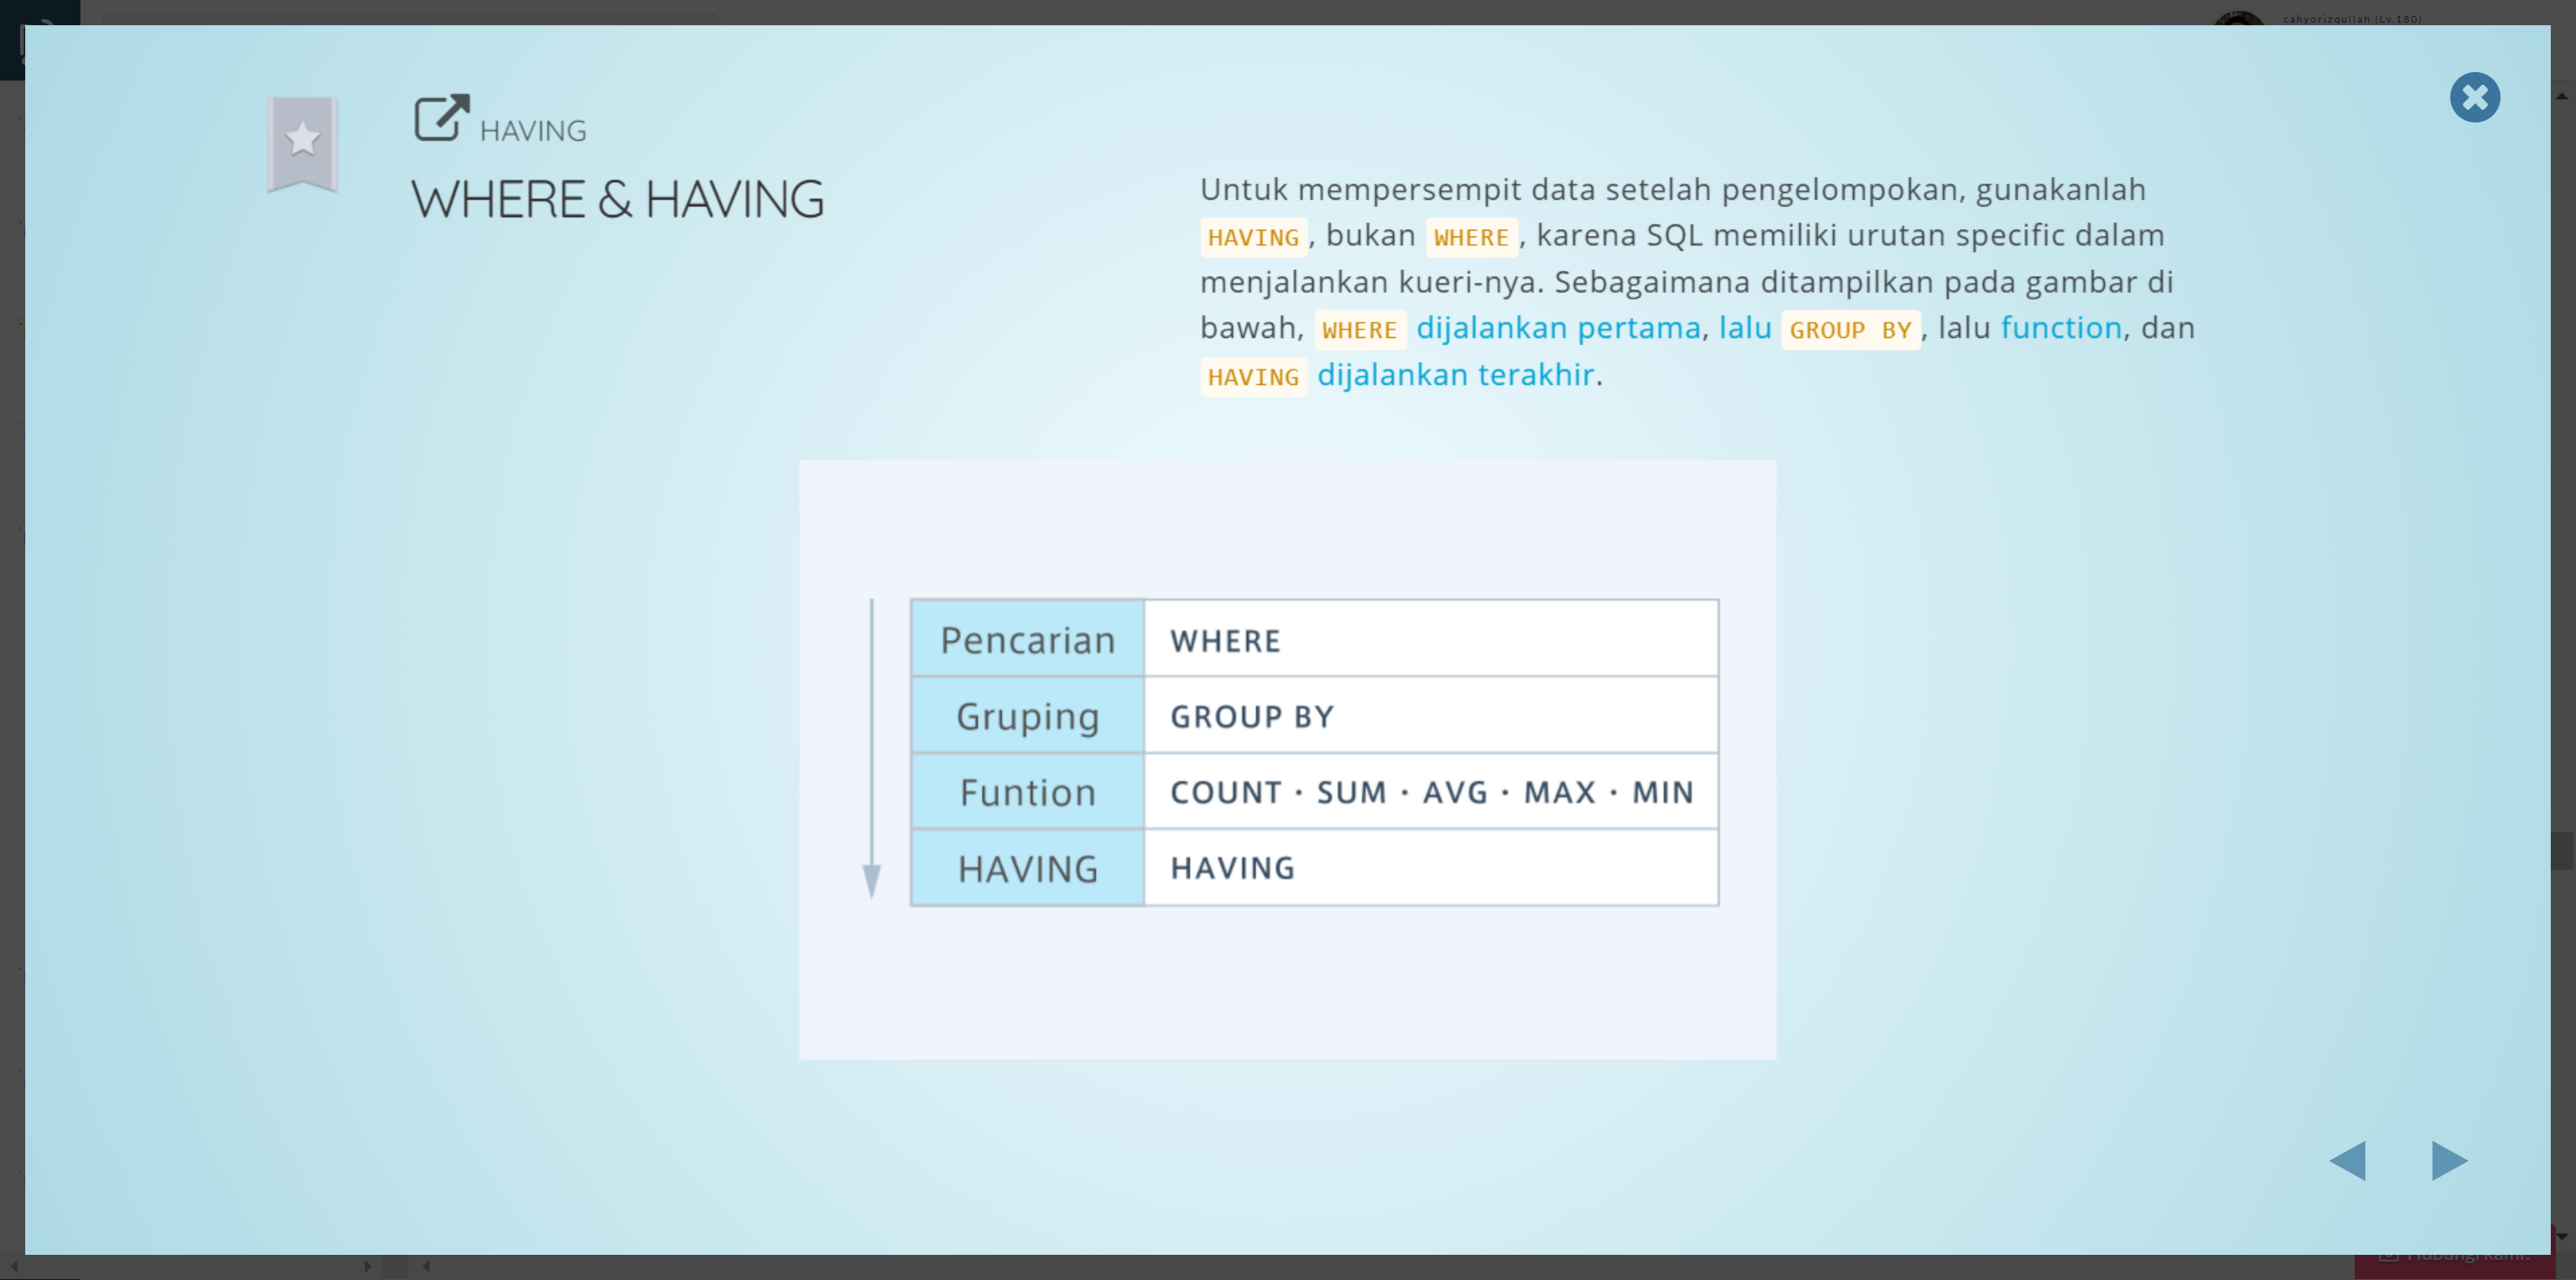 cahyorizqullah (Lv.180)
HAVING
WHERE & HAVING
Untuk mempersempit data setelah pengelompokan, gunakanlah
HAVING, bukan WHERE, karena SQL memiliki urutan specific dalam
menjalankan kueri-nya. Sebagaimana ditampilkan pada gambar di
bawah, WHERE dijalankan pertama, lalu GROUP BY, lalu function, dan
HAVING dijalankan terakhir.
Pencarian WHERE
Gruping GROUP BY
Funtion COUNT · SUM · AVG · MAX · MIN
HAVING HAVING
Hubungi kami!